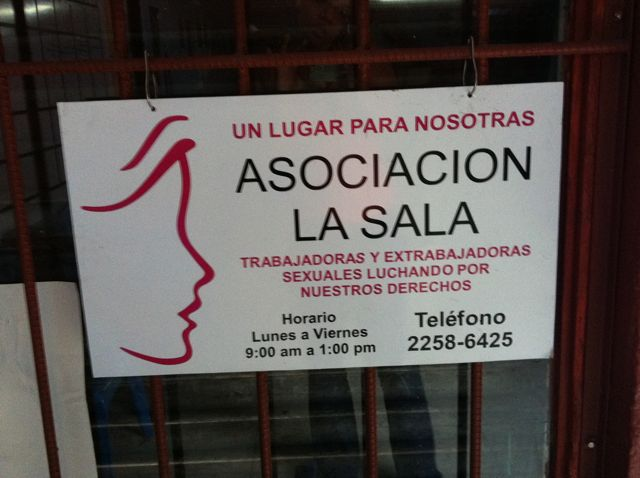 UN LUGAR PARA NOSOTRAS
ASOCIACION
LA SALA
TRABAJADORAS Y EXTRABAJADORAS
SEXUALES LUCHANDO POR
NUESTROS DERECHOS
Horario
Lunes a Viernes
9:00 am a 1:00 pm
Teléfono
2258-6425